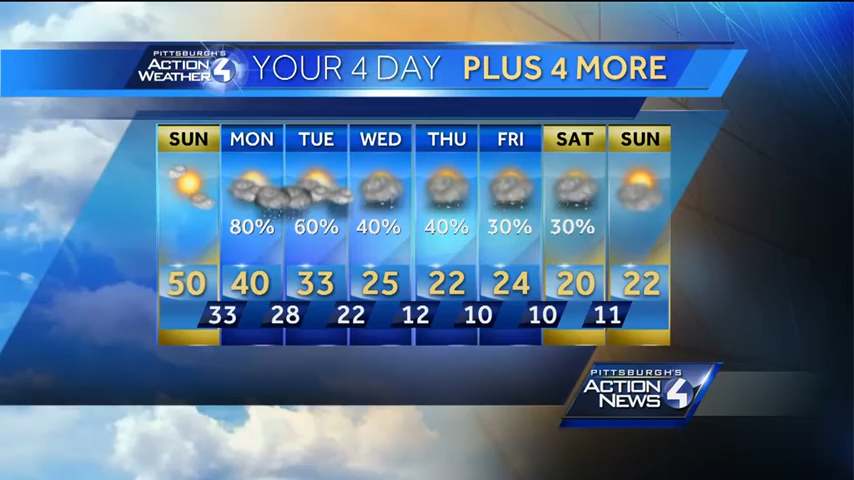 PITTSBURGH'S
ACTION
WEATHER 4
YOUR 4 DAY PLUS 4 MORE
SUN MON TUE WED THU FRI SAT SUN
80% 60% 40% 40% 30% 30%
50 40 33 25 22 24 20 22
33 28 22 12 10 10 11
PITTSBURGH'S
ACTION
NEWS 4